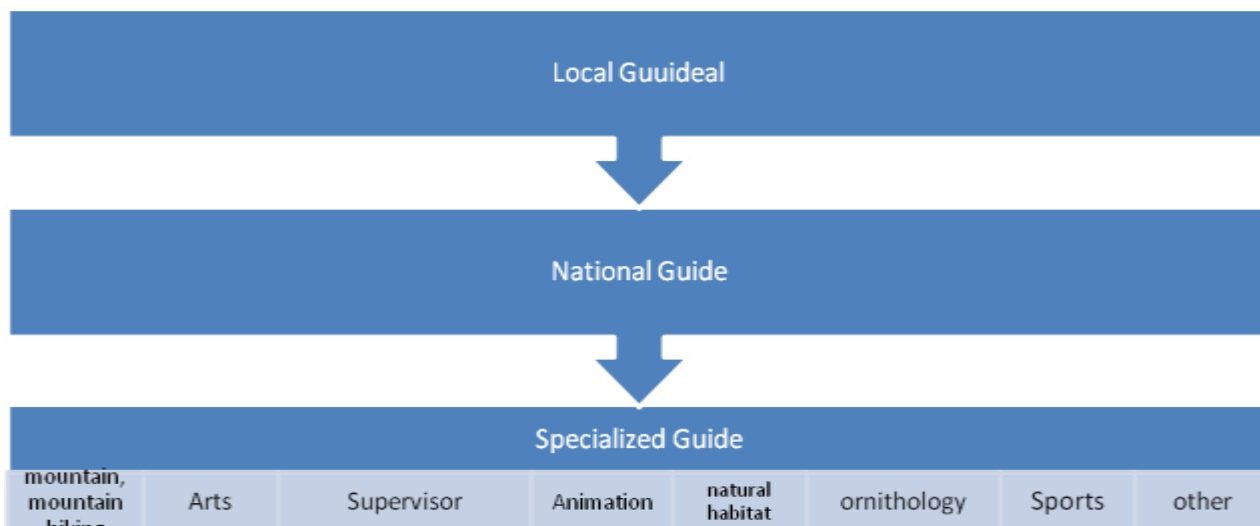 Local Guuideal
National Guide
Specialized Guide
mountain,
mountain
Arts
Supervisor
Animation
natural
habitat
ornithology
Sports
other